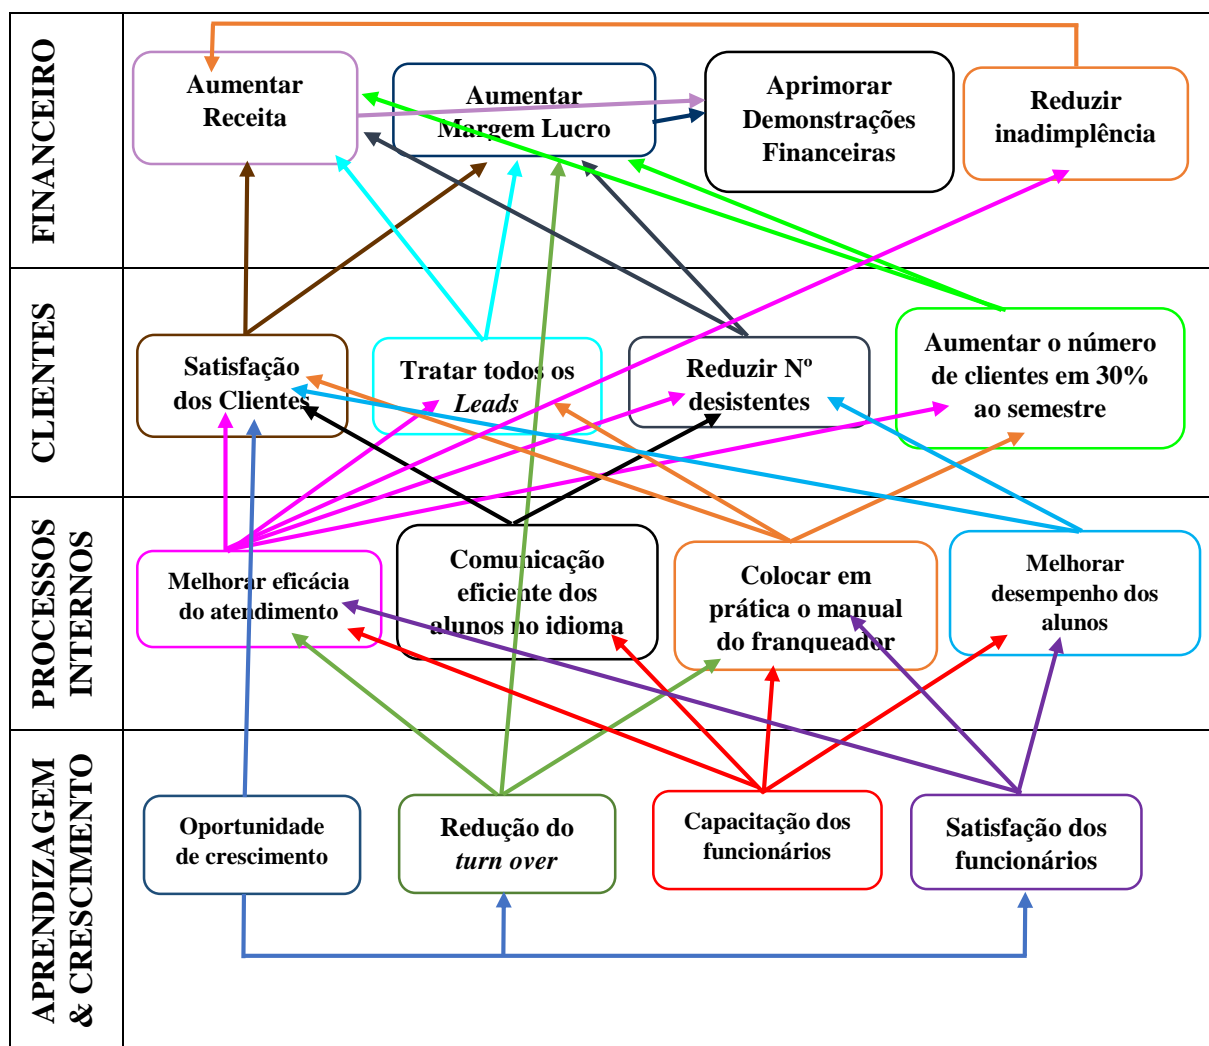 FINANCEIRO
Aumentar
Receita
Aumentar
Margem Lucro
Aprimorar
Demonstrações
Financeiras
Reduzir
inadimplência
CLIENTES
Satisfação
dos Clientes
Tratar todos os
Leads
Reduzir Nº
desistentes
Aumentar o número
de clientes em 30%
ao semestre
PROCESSOS
INTERNOS
Melhorar eficácia
do atendimento
Comunicação
eficiente dos
alunos no idioma
Colocar em
prática o manual
do franqueador
Melhorar
desempenho dos
alunos
APRENDIZAGEM
& CRESCIMENTO
Oportunidade
de crescimento
Redução do
turn over
Capacitação dos
funcionários
Satisfação dos
funcionários